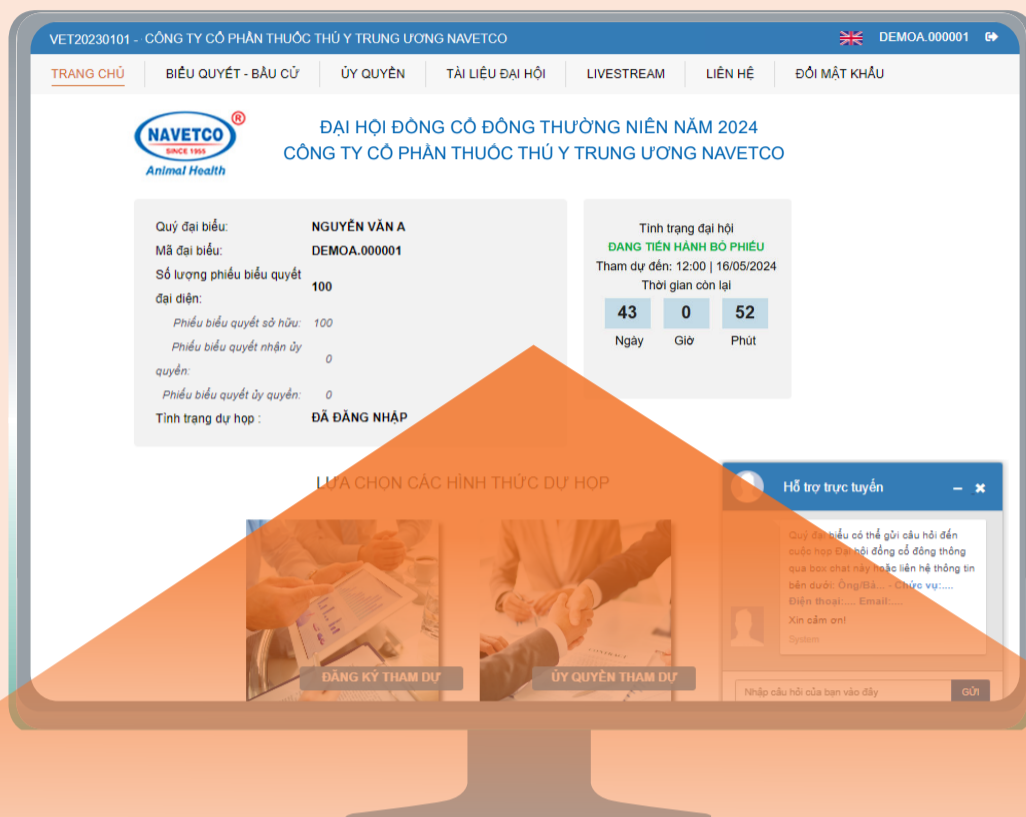 VET20230101 - CÔNG TY CỔ PHẦN THUỐC THÚ Y TRUNG ƯƠNG NAVETCO
DEMOA.000001
TRANG CHỦ
BIỂU QUYẾT - BẦU CỬ
ỦY QUYỀN
TÀI LIỆU ĐẠI HỘI
LIVESTREAM
LIÊN HỆ
ĐỔI MẬT KHẨU
NAVETCO
®
SINCE 1955
Animal Health
ĐẠI HỘI ĐỒNG CỔ ĐÔNG THƯỜNG NIÊN NĂM 2024
CÔNG TY CỔ PHẦN THUỐC THÚ Y TRUNG ƯƠNG NAVETCO
Quý đại biểu: NGUYỄN VĂN A
Mã đại biểu: DEMOA.000001
Số lượng phiếu biểu quyết
đại diện: 100
Phiếu biểu quyết sở hữu: 100
Phiếu biểu quyết nhận ủy
quyền: 0
Phiếu biểu quyết ủy quyền: 0
Tình trạng dự họp : ĐÃ ĐĂNG NHẬP
Tình trạng đại hội
ĐANG TIẾN HÀNH BỎ PHIẾU
Tham dự đến: 12:00 | 16/05/2024
Thời gian còn lại
43 0 52
Ngày Giờ Phút
LỰA CHỌN CÁC HÌNH THỨC DỰ HỌP
ĐĂNG KÝ THAM DỰ
ỦY QUYỀN THAM DỰ
CONTRACT
Hỗ trợ trực tuyến
Quý đại biểu có thể gửi câu hỏi đến
cuộc họp Đại hội đồng cổ đông thông
qua box chat này hoặc liên hệ thông tin
bên dưới: Ông/Bà... - Chức vụ:....
Điện thoại:.... Email:....
Xin cảm ơn!
System
Nhập câu hỏi của bạn vào đây
GỬI